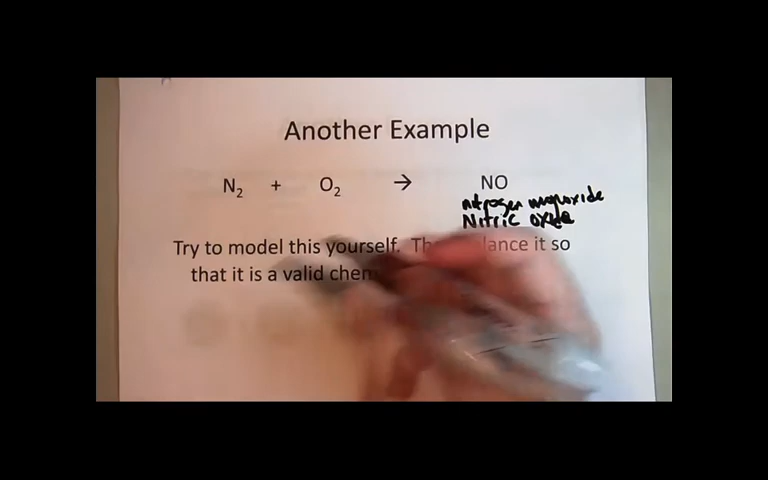 Another Example
N₂ + O₂ → NO
nitrogen monoxide
Nitric oxide
Try to model this yourself. lance it so
that it is a valid chem